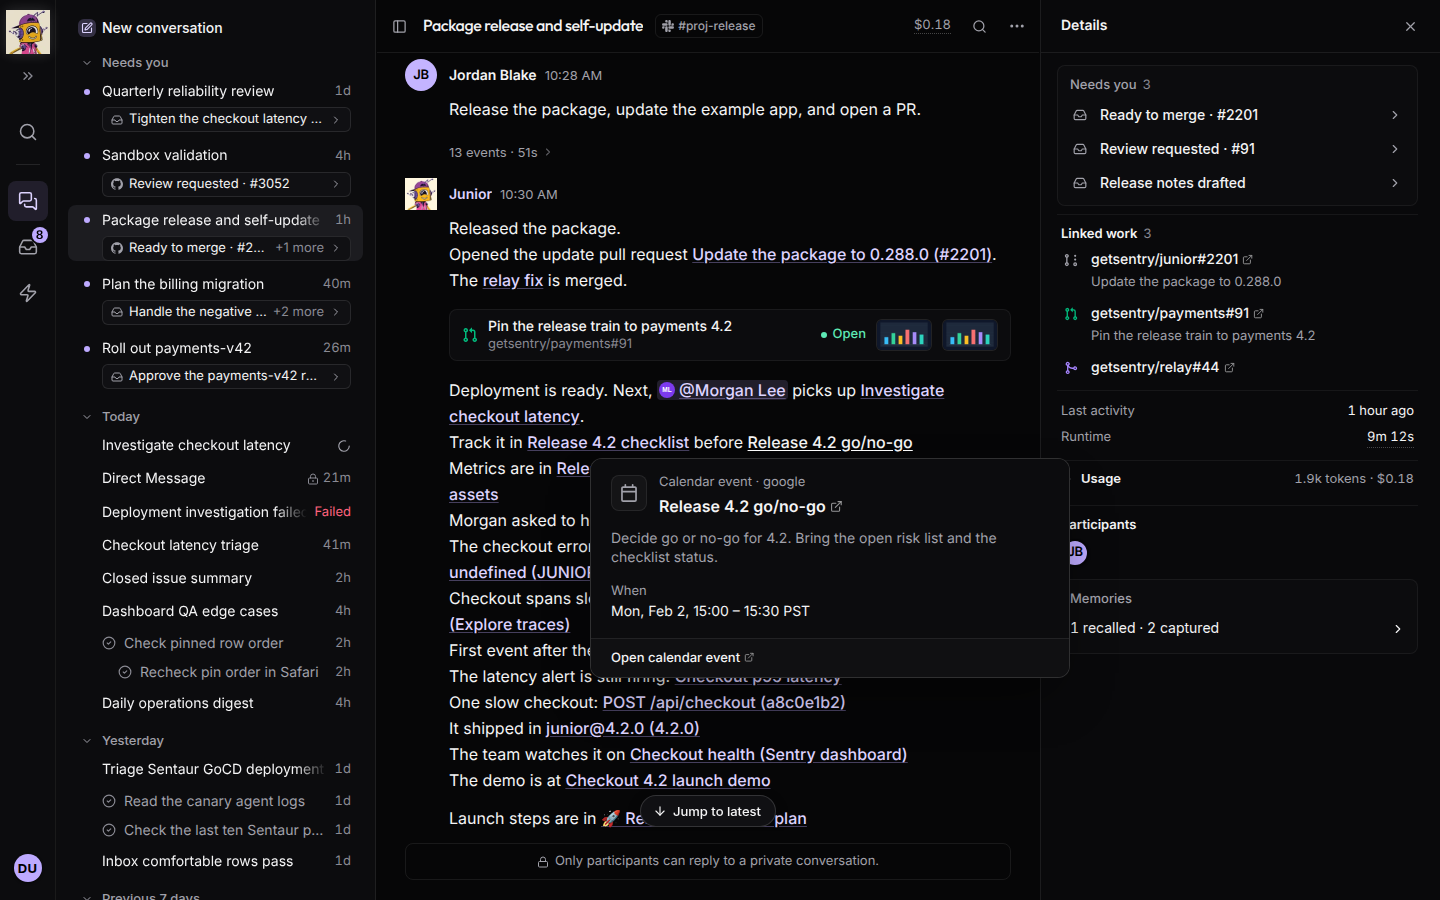 New conversation
Needs you
Quarterly reliability review 1d
Tighten the checkout latency ...
Sandbox validation 4h
Review requested · #3052
Package release and self-update 1h
Ready to merge · #2... +1 more
Plan the billing migration 40m
Handle the negative ... +2 more
Roll out payments-v42 26m
Approve the payments-v42 r...
Today
Investigate checkout latency
Direct Message 21m
Deployment investigation failed Failed
Checkout latency triage 41m
Closed issue summary 2h
Dashboard QA edge cases 4h
Check pinned row order 2h
Recheck pin order in Safari 2h
Daily operations digest 4h
Yesterday
Triage Sentaur GoCD deployment 1d
Read the canary agent logs 1d
Check the last ten Sentaur p... 1d
Inbox comfortable rows pass 1d
Previous 7 days
8
DU
Package release and self-update #proj-release $0.18
JB Jordan Blake 10:28 AM
Release the package, update the example app, and open a PR.
13 events · 51s
Junior 10:30 AM
Released the package.
Opened the update pull request Update the package to 0.288.0 (#2201).
The relay fix is merged.
Pin the release train to payments 4.2
getsentry/payments#91
Open
Deployment is ready. Next, ML @Morgan Lee picks up Investigate
checkout latency.
Track it in Release 4.2 checklist before Release 4.2 go/no-go
Metrics are in Rele
assets
Morgan asked to h
The checkout erro
undefined (JUNIOR
Checkout spans slo
(Explore traces)
First event after the
The latency alert is still firing: Checkout p95 latency
One slow checkout: POST /api/checkout (a8c0e1b2)
It shipped in junior@4.2.0 (4.2.0)
The team watches it on Checkout health (Sentry dashboard)
The demo is at Checkout 4.2 launch demo
Launch steps are in 🚀 Re plan
Jump to latest
Only participants can reply to a private conversation.
Calendar event · google
Release 4.2 go/no-go
Decide go or no-go for 4.2. Bring the open risk list and the
checklist status.
When
Mon, Feb 2, 15:00 – 15:30 PST
Open calendar event
Details
Needs you 3
Ready to merge · #2201
Review requested · #91
Release notes drafted
Linked work 3
getsentry/junior#2201
Update the package to 0.288.0
getsentry/payments#91
Pin the release train to payments 4.2
getsentry/relay#44
Last activity 1 hour ago
Runtime 9m 12s
Usage 1.9k tokens · $0.18
articipants
JB
Memories
1 recalled · 2 captured